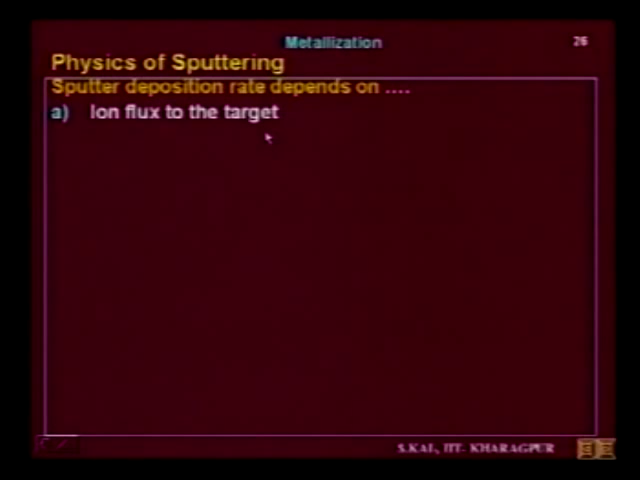 Metallization
26
Physics of Sputtering
Sputter deposition rate depends on ....
a) Ion flux to the target
S.KAL, IIT- KHARAGPUR